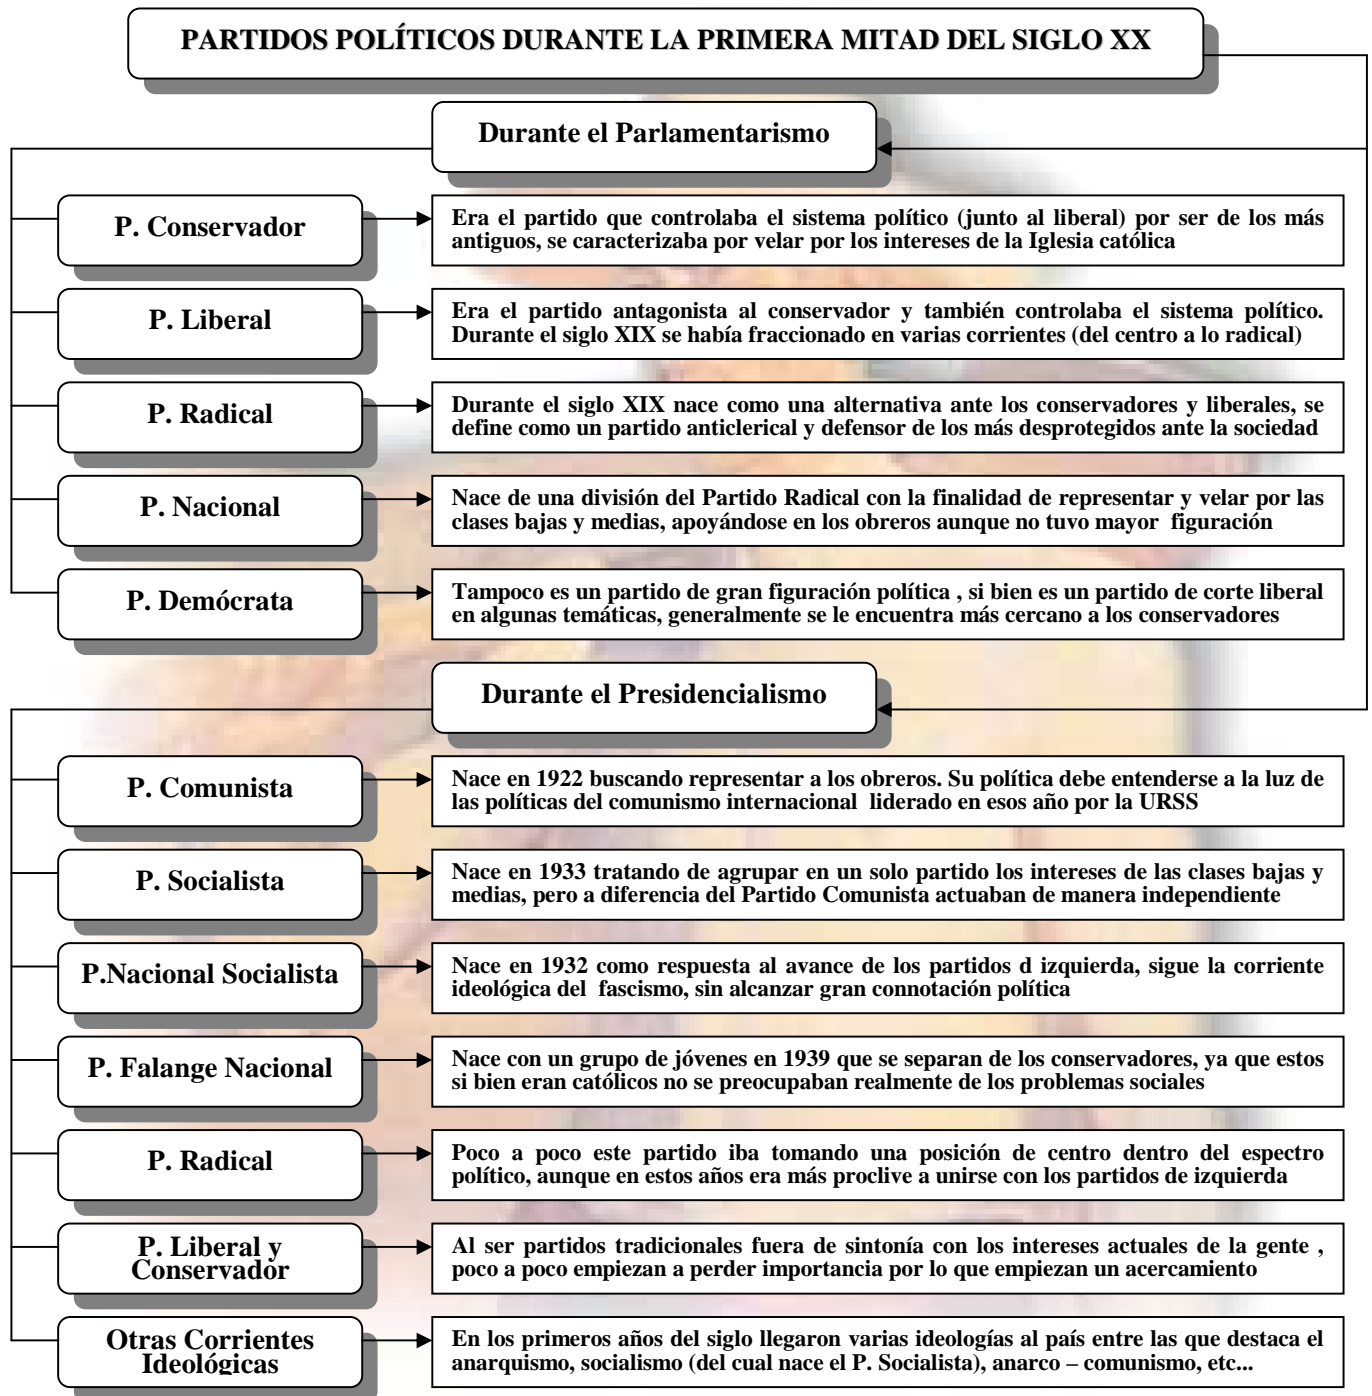 PARTIDOS POLÍTICOS DURANTE LA PRIMERA MITAD DEL SIGLO XX
Durante el Parlamentarismo
P. Conservador
Era el partido que controlaba el sistema político (junto al liberal) por ser de los más
antiguos, se caracterizaba por velar por los intereses de la Iglesia católica
P. Liberal
Era el partido antagonista al conservador y también controlaba el sistema político.
Durante el siglo XIX se había fraccionado en varias corrientes (del centro a lo radical)
P. Radical
Durante el siglo XIX nace como una alternativa ante los conservadores y liberales, se
define como un partido anticlerical y defensor de los más desprotegidos ante la sociedad
P. Nacional
Nace de una división del Partido Radical con la finalidad de representar y velar por las
clases bajas y medias, apoyándose en los obreros aunque no tuvo mayor figuración
P. Demócrata
Tampoco es un partido de gran figuración política , si bien es un partido de corte liberal
en algunas temáticas, generalmente se le encuentra más cercano a los conservadores
Durante el Presidencialismo
P. Comunista
Nace en 1922 buscando representar a los obreros. Su política debe entenderse a la luz de
las políticas del comunismo internacional liderado en esos año por la URSS
P. Socialista
Nace en 1933 tratando de agrupar en un solo partido los intereses de las clases bajas y
medias, pero a diferencia del Partido Comunista actuaban de manera independiente
P.Nacional Socialista
Nace en 1932 como respuesta al avance de los partidos d izquierda, sigue la corriente
ideológica del fascismo, sin alcanzar gran connotación política
P. Falange Nacional
Nace con un grupo de jóvenes en 1939 que se separan de los conservadores, ya que estos
si bien eran católicos no se preocupaban realmente de los problemas sociales
P. Radical
Poco a poco este partido iba tomando una posición de centro dentro del espectro
político, aunque en estos años era más proclive a unirse con los partidos de izquierda
P. Liberal y
Conservador
Al ser partidos tradicionales fuera de sintonía con los intereses actuales de la gente ,
poco a poco empiezan a perder importancia por lo que empiezan un acercamiento
Otras Corrientes
Ideológicas
En los primeros años del siglo llegaron varias ideologías al país entre las que destaca el
anarquismo, socialismo (del cual nace el P. Socialista), anarco – comunismo, etc...